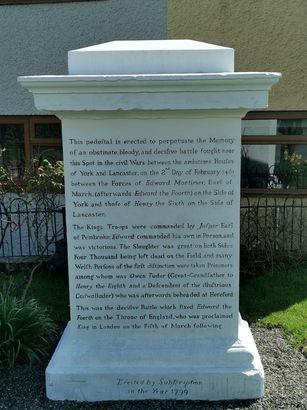 This pedestal is erected to perpetuate the Memory
of an obstinate, bloody, and decisive battle fought near
this Spot in the civil Wars between the ambitious Houses
of York and Lancaster, on the 2nd Day of February 1461
between the Forces of Edward Mortimer, Earl of
March, (afterwards Edward the Fourth) on the Side of
York and those of Henry the Sixth on the Side of
Lancaster.
The Kings Troops were commanded by Jasper Earl
of Pembroke, Edward commanded his own in Person, and
was victorious. The Slaughter was great on both Sides
Four Thousand being left dead on the Field and many
Welsh Persons of the first distinction were taken Prisoners
among whom was Owen Tudor (Great-Grandfather to
Henry the Eighth and a Descendent of the illustrious
Cadwallader) who was afterwards beheaded at Hereford
This was the decisive Battle which fixed Edward the
Fourth on the Throne of England, who was proclaimed
King in London on the Fifth of March following
Erected by Subscription
in the Year 1799